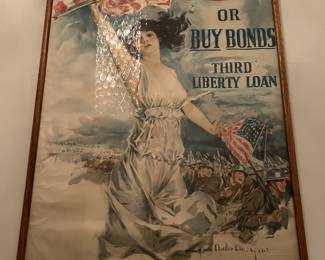 OR
BUY BONDS
THIRD
LIBERTY LOAN